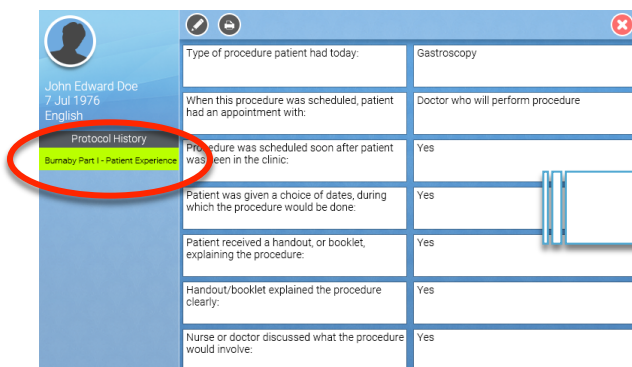 John Edward Doe
7 Jul 1976
English
Protocol History
Burnaby Part I - Patient Experience
Type of procedure patient had today:
Gastroscopy
When this procedure was scheduled, patient
had an appointment with:
Doctor who will perform procedure
Procedure was scheduled soon after patient
was seen in the clinic:
Yes
Patient was given a choice of dates, during
which the procedure would be done:
Yes
Patient received a handout, or booklet,
explaining the procedure:
Yes
Handout/booklet explained the procedure
clearly:
Yes
Nurse or doctor discussed what the procedure
would involve:
Yes